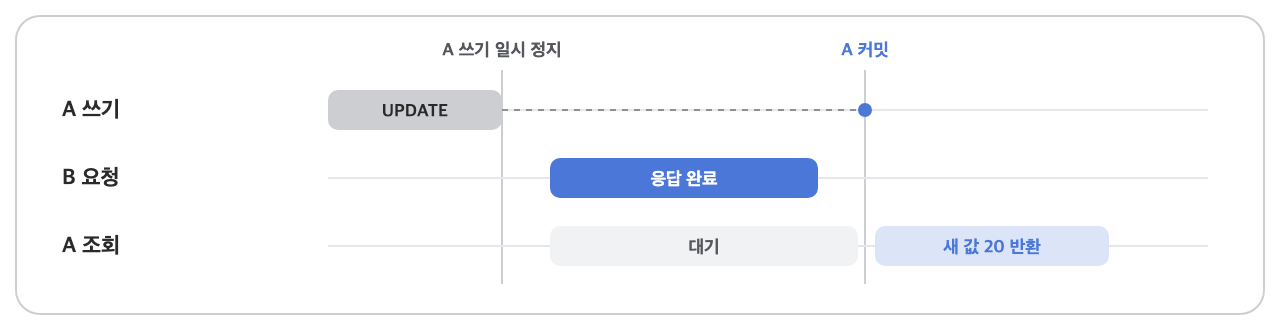 A 쓰기 일시 정지
A 커밋
A 쓰기
UPDATE
B 요청
응답 완료
A 조회
대기
새 값 20 반환